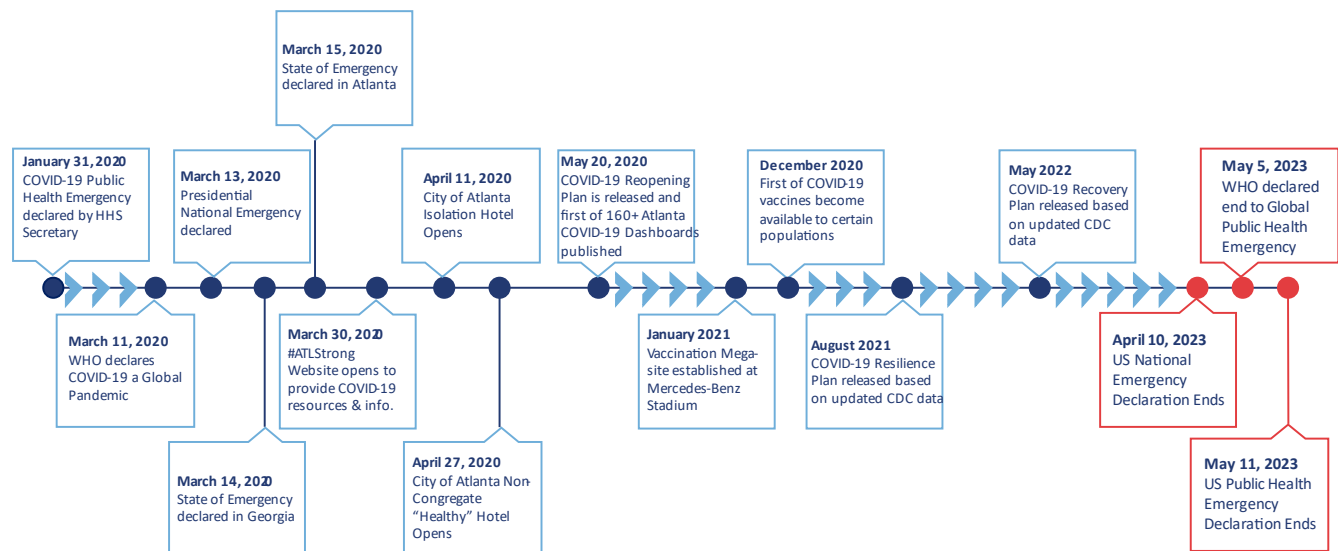 March 15, 2020
State of Emergency
declared in Atlanta
January 31, 2020
COVID-19 Public
Health Emergency
declared by HHS
Secretary
March 13, 2020
Presidential
National Emergency
declared
April 11, 2020
City of Atlanta
Isolation Hotel
Opens
May 20, 2020
COVID-19 Reopening
Plan is released and
first of 160+ Atlanta
COVID-19 Dashboards
published
December 2020
First of COVID-19
vaccines become
available to certain
populations
May 2022
COVID-19 Recovery
Plan released based
on updated CDC
data
May 5, 2023
WHO declared
end to Global
Public Health
Emergency
March 11, 2020
WHO declares
COVID-19 a Global
Pandemic
March 30, 2020
#ATLStrong
Website opens to
provide COVID-19
resources & info.
January 2021
Vaccination Mega-
site established at
Mercedes-Benz
Stadium
August 2021
COVID-19 Resilience
Plan released based
on updated CDC data
April 10, 2023
US National
Emergency
Declaration Ends
March 14, 2020
State of Emergency
declared in Georgia
April 27, 2020
City of Atlanta Non-
Congregate
“Healthy” Hotel
Opens
May 11, 2023
US Public Health
Emergency
Declaration Ends